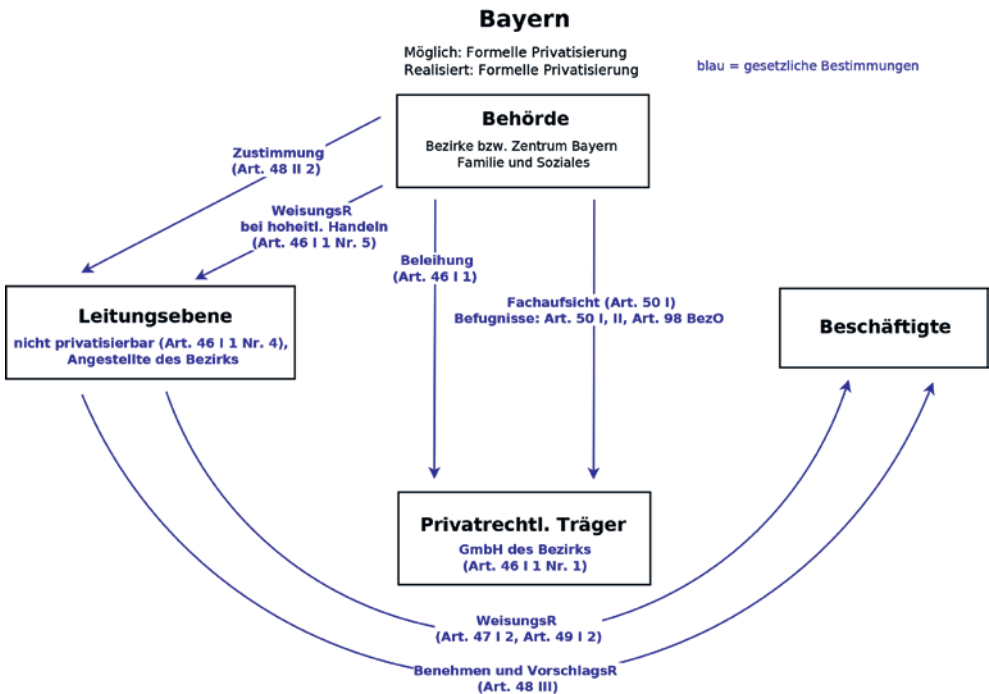 Bayern
Möglich: Formelle Privatisierung
Realisiert: Formelle Privatisierung
blau = gesetzliche Bestimmungen
Behörde
Bezirke bzw. Zentrum Bayern
Familie und Soziales
Zustimmung
(Art. 48 II 2)
WeisungsR
bei hoheitl. Handeln
(Art. 46 I 1 Nr. 5)
Beleihung
(Art. 46 I 1)
Fachaufsicht (Art. 50 I)
Befugnisse: Art. 50 I, II, Art. 98 BezO
Leitungsebene
nicht privatisierbar (Art. 46 I 1 Nr. 4),
Angestellte des Bezirks
Beschäftigte
Privatrechtl. Träger
GmbH des Bezirks
(Art. 46 I 1 Nr. 1)
WeisungsR
(Art. 47 I 2, Art. 49 I 2)
Benehmen und VorschlagsR
(Art. 48 III)